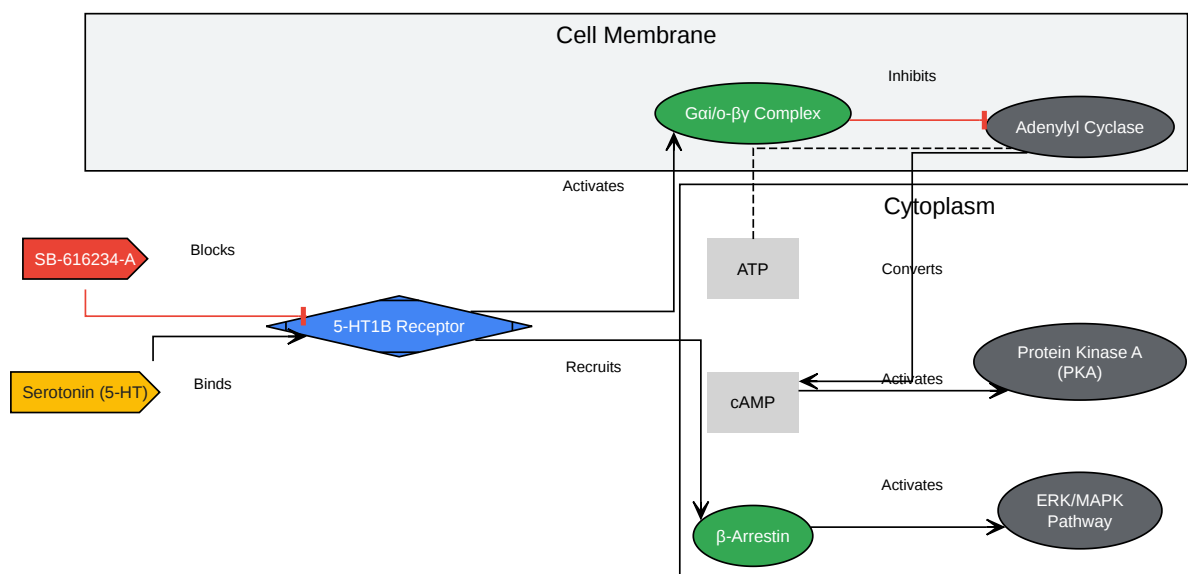 Cell Membrane
Inhibits
Gαi/o-βγ Complex
Adenylyl Cyclase
Activates
Cytoplasm
Blocks
SB-616234-A
ATP
Converts
5-HT1B Receptor
Protein Kinase A
(PKA)
Recruits
Activates
Binds
Serotonin (5-HT)
cAMP
Activates
ERK/MAPK
Pathway
β-Arrestin